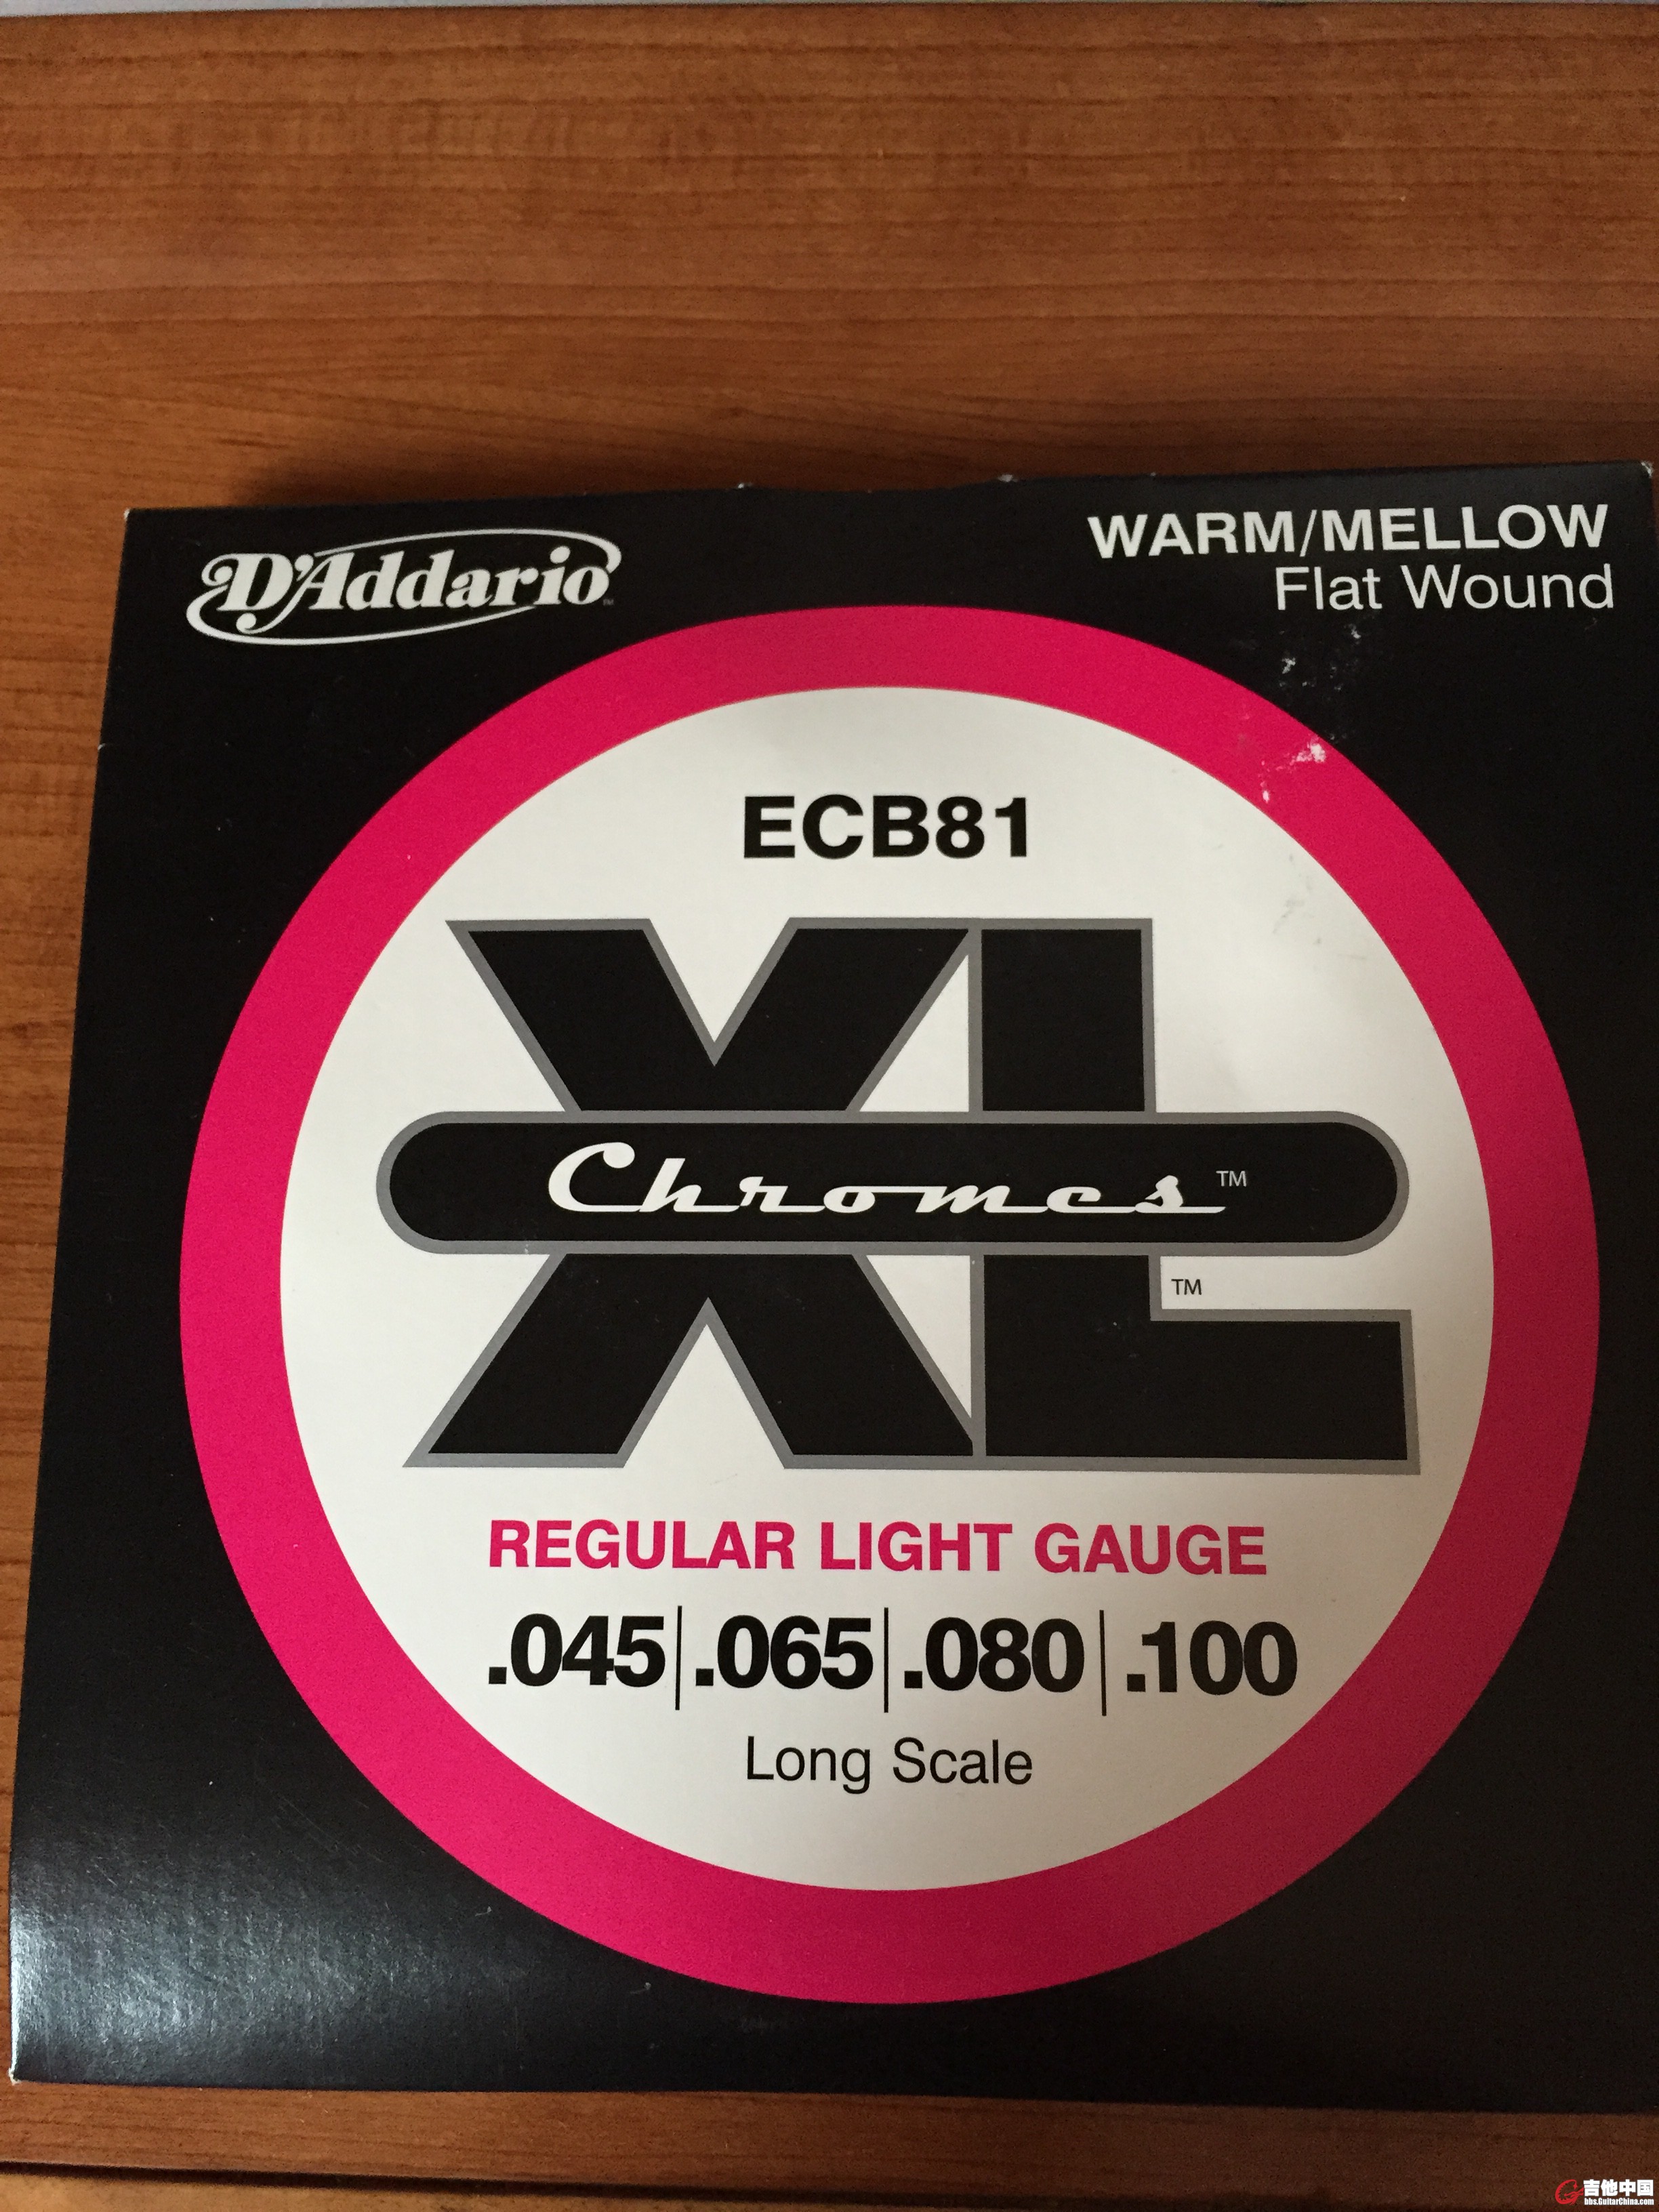 D'Addario™
WARM/MELLOW
Flat Wound
ECB81
XL
Chromes™
™
REGULAR LIGHT GAUGE
.045|.065|.080|.100
Long Scale
吉他中国
bbs.GuitarChina.com